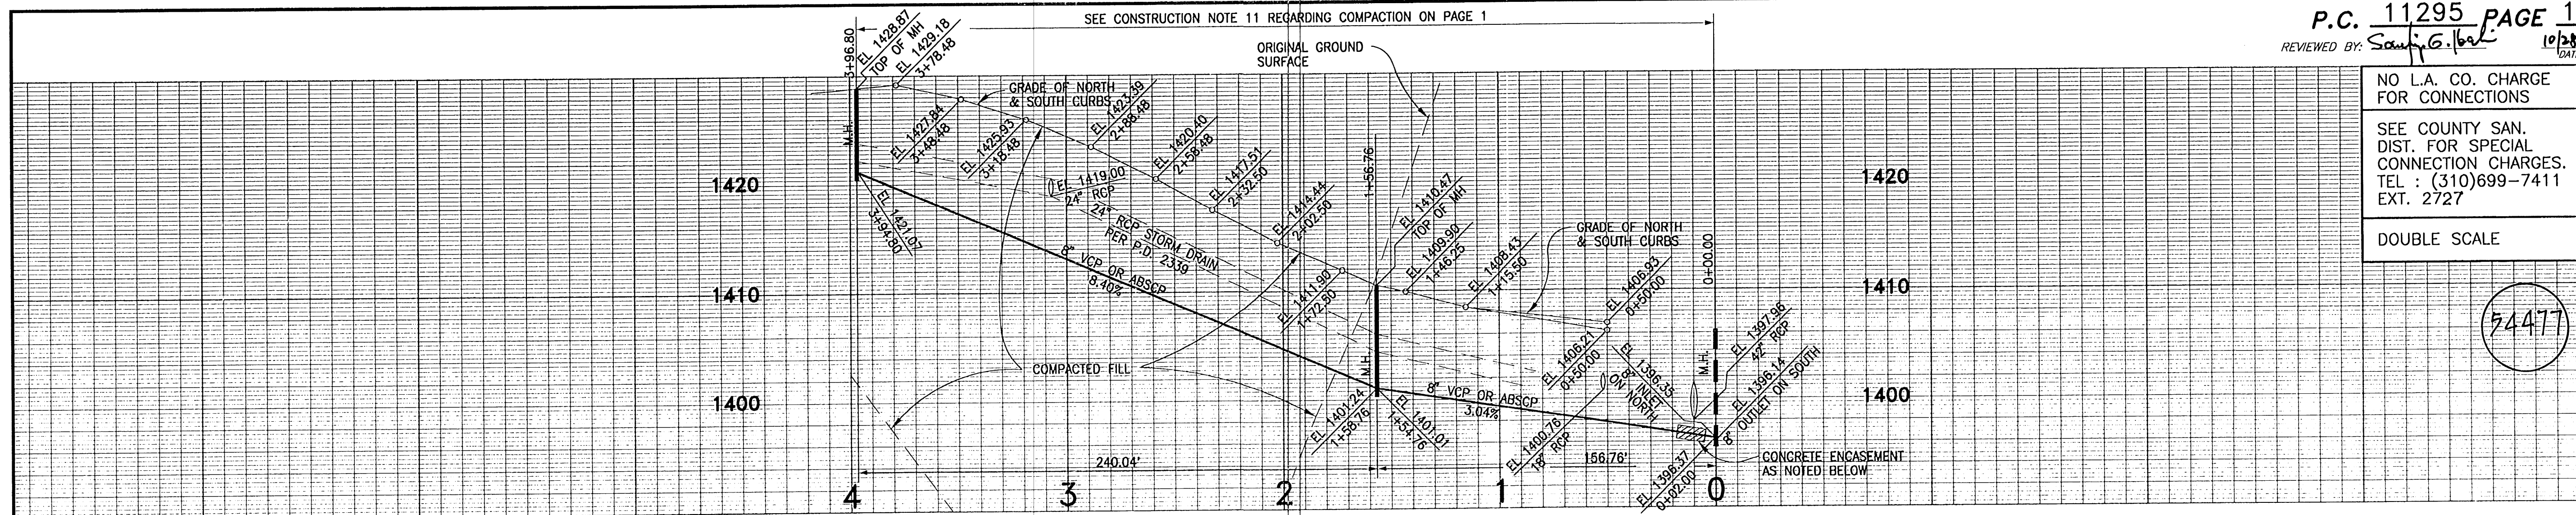 SEE CONSTRUCTION NOTE 11 REGARDING COMPACTION ON PAGE 1
P.C. 11295 PAGE 1
REVIEWED BY:
10/28
DAT
NO L.A. CO. CHARGE
FOR CONNECTIONS
SEE COUNTY SAN.
DIST. FOR SPECIAL
CONNECTION CHARGES.
TEL : (310)699-7411
EXT. 2727
DOUBLE SCALE
54477
3+96.80
EL 1428.87
TOP OF MH
EL 1429.18
3+78.48
ORIGINAL GROUND
SURFACE
GRADE OF NORTH
& SOUTH CURBS
M.H.
EL 1427.84
3+48.48
EL 1425.93
3+18.48
EL 1423.39
2+88.48
EL 1420.40
2+58.48
EL 1417.51
2+32.50
EL 1414.44
2+02.50
EL 1411.90
1+72.50
1+56.76
EL 1410.47
TOP OF MH
EL 1409.90
1+46.25
EL 1408.43
1+15.50
GRADE OF NORTH
& SOUTH CURBS
EL 1406.93
0+50.00
EL 1406.21
0+50.00
0+00.00
1420
1420
EL 1419.00
24" RCP
24" RCP STORM DRAIN
PER P.D. 2339
EL 1421.07
3+94.80
8" VCP OR ABSCP
8.40%
1410
1410
COMPACTED FILL
M.H.
EL 1401.24
1+58.76
EL 1401.01
1+54.76
8" VCP OR ABSCP
3.04%
EL 1400.76
18" RCP
EL 1396.35
8" INLET
ON NORTH
M.H.
EL 1397.96
42" RCP
EL 1396.14
8" OUTLET ON SOUTH
1400
1400
EL 1396.37
0+02.00
CONCRETE ENCASEMENT
AS NOTED BELOW
240.04'
156.76'
4
3
2
1
0